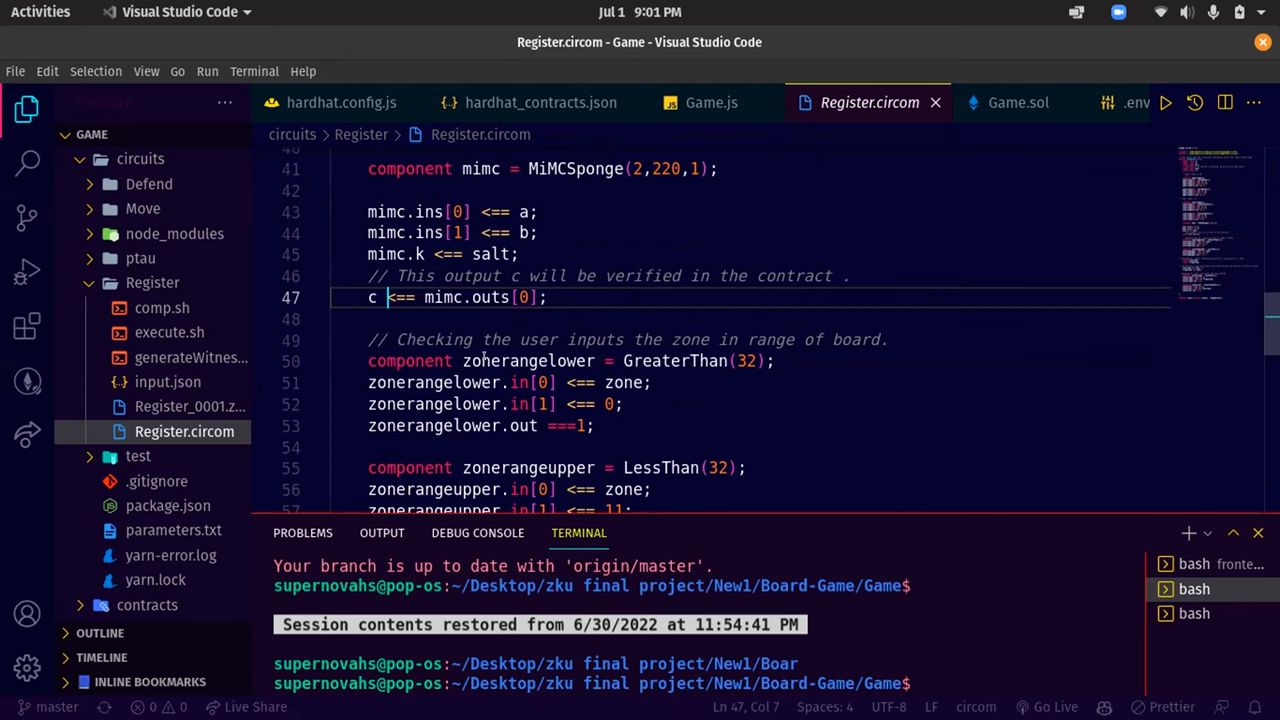 Activities Visual Studio Code Jul 1 9:01 PM
Register.circom - Game - Visual Studio Code
File Edit Selection View Go Run Terminal Help
hardhat.config.js hardhat_contracts.json Game.js Register.circom Game.sol .env
circuits > Register > Register.circom
GAME
circuits
Defend
Move
node_modules
ptau
Register
comp.sh
execute.sh
generateWitnes...
input.json
Register_0001.z...
Register.circom
test
.gitignore
package.json
parameters.txt
yarn-error.log
yarn.lock
contracts
OUTLINE
TIMELINE
INLINE BOOKMARKS
40
41 component mimc = MiMCSponge(2,220,1);
42
43 mimc.ins[0] <== a;
44 mimc.ins[1] <== b;
45 mimc.k <== salt;
46 // This output c will be verified in the contract .
47 c <== mimc.outs[0];
48
49 // Checking the user inputs the zone in range of board.
50 component zonerangelower = GreaterThan(32);
51 zonerangelower.in[0] <== zone;
52 zonerangelower.in[1] <== 0;
53 zonerangelower.out ===1;
54
55 component zonerangeupper = LessThan(32);
56 zonerangeupper.in[0] <== zone;
57 zonerangeupper.in[1] <== 11;
PROBLEMS OUTPUT DEBUG CONSOLE TERMINAL
Your branch is up to date with 'origin/master'.
supernovahs@pop-os:~/Desktop/zku final project/New1/Board-Game/Game$
Session contents restored from 6/30/2022 at 11:54:41 PM
supernovahs@pop-os:~/Desktop/zku final project/New1/Boar
supernovahs@pop-os:~/Desktop/zku final project/New1/Board-Game/Game$
bash fronte...
bash
bash
master 0 0 Live Share Ln 47, Col 7 Spaces: 4 UTF-8 LF circom Go Live Prettier